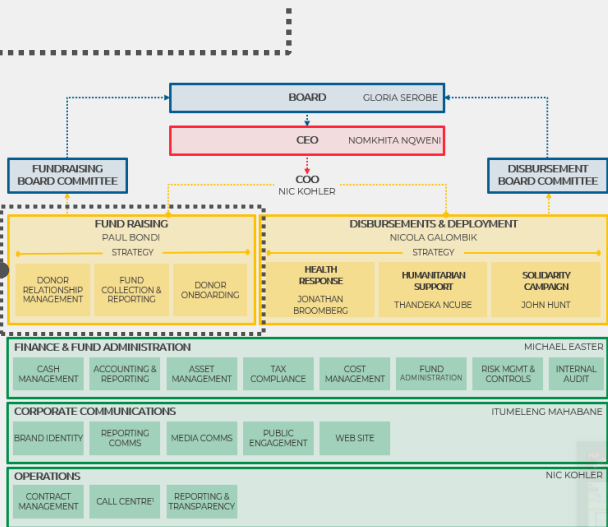 BOARD GLORIA SEROBE
CEO NOMKHITA NQWENI
FUNDRAISING
BOARD COMMITTEE
COO
NIC KOHLER
DISBURSEMENT
BOARD COMMITTEE
FUND RAISING
PAUL BONDI
STRATEGY
DONOR
RELATIONSHIP
MANAGEMENT
FUND
COLLECTION &
REPORTING
DONOR
ONBOARDING
DISBURSEMENTS & DEPLOYMENT
NICOLA GALOMBIK
STRATEGY
HEALTH
RESPONSE
JONATHAN
BROOMBERG
HUMANITARIAN
SUPPORT
THANDEKA NCUBE
SOLIDARITY
CAMPAIGN
JOHN HUNT
FINANCE & FUND ADMINISTRATION MICHAEL EASTER
CASH
MANAGEMENT
ACCOUNTING &
REPORTING
ASSET
MANAGEMENT
TAX
COMPLIANCE
COST
MANAGEMENT
FUND
ADMINISTRATION
RISK MGMT &
CONTROLS
INTERNAL
AUDIT
CORPORATE COMMUNICATIONS ITUMELENG MAHABANE
BRAND IDENTITY
REPORTING
COMMS
MEDIA COMMS
PUBLIC
ENGAGEMENT
WEB SITE
OPERATIONS NIC KOHLER
CONTRACT
MANAGEMENT
CALL CENTRE¹
REPORTING &
TRANSPARENCY